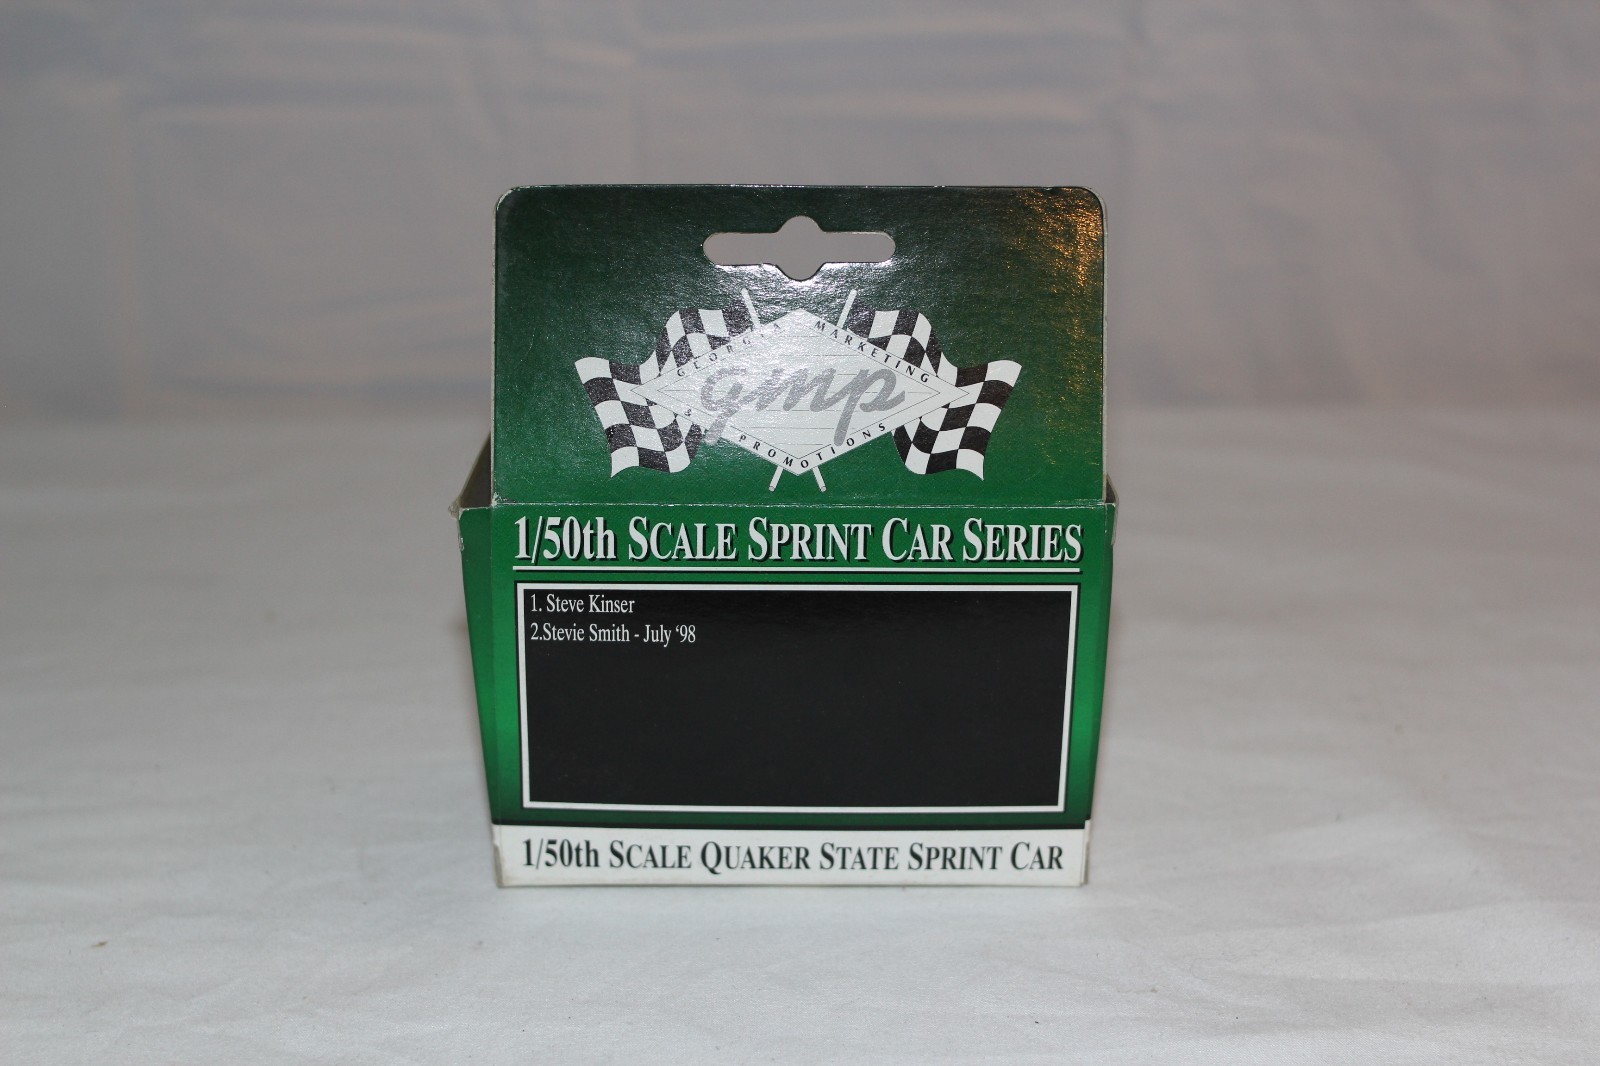 GEORGIA MARKETING
gmp
& PROMOTIONS
1/50th SCALE SPRINT CAR SERIES
1. Steve Kinser
2.Stevie Smith - July ‘98
1/50th SCALE QUAKER STATE SPRINT CAR